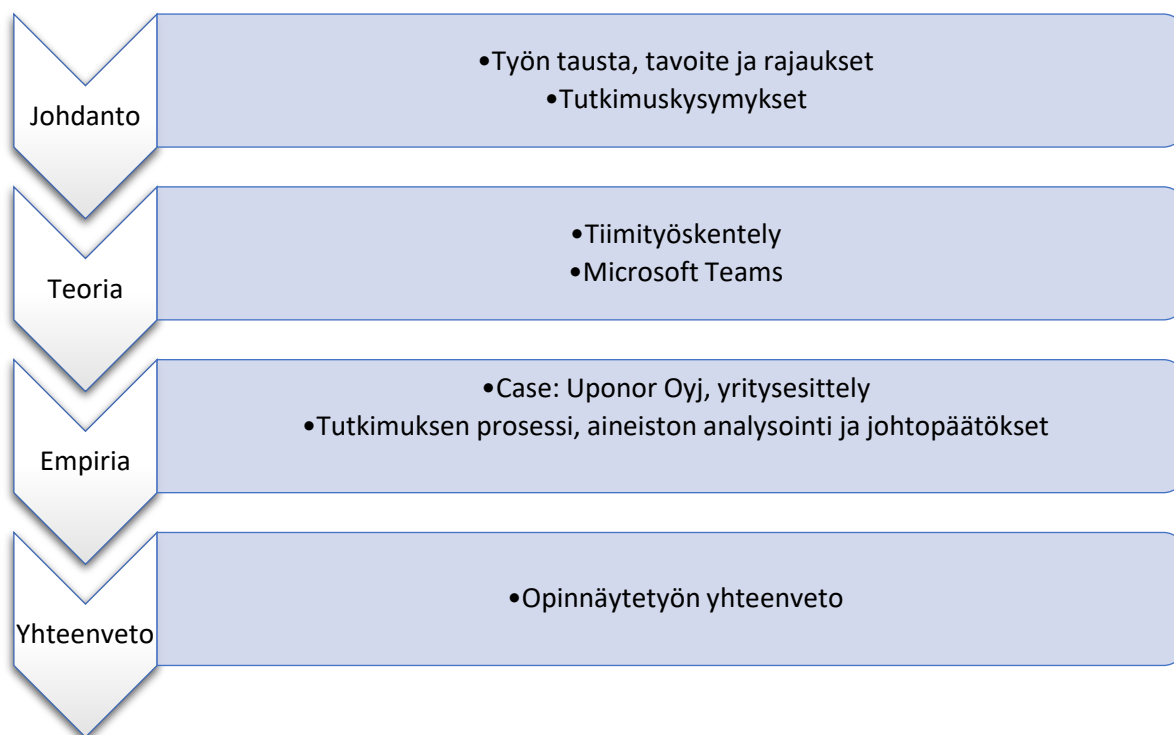 Johdanto
•Työn tausta, tavoite ja rajaukset
•Tutkimuskysymykset
Teoria
•Tiimityöskentely
•Microsoft Teams
Empiria
•Case: Uponor Oyj, yritysesittely
•Tutkimuksen prosessi, aineiston analysointi ja johtopäätökset
Yhteenveto
•Opinnäytetyön yhteenveto